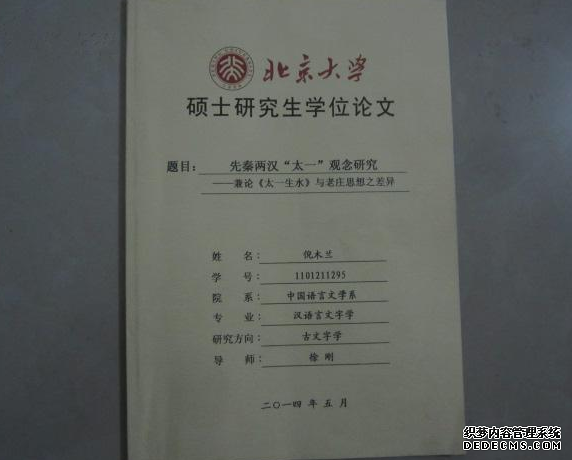 北京大学
硕士研究生学位论文
题目： 先秦两汉“太一”观念研究
——兼论《太一生水》与老庄思想之差异
姓 名： 倪木兰
学 号： 1101211295
院 系： 中国语言文学系
专 业： 汉语言文字学
研究方向： 古文字学
导 师： 徐 刚
二〇一四 年 五 月
织梦内容管理系统
DEDECMS.COM